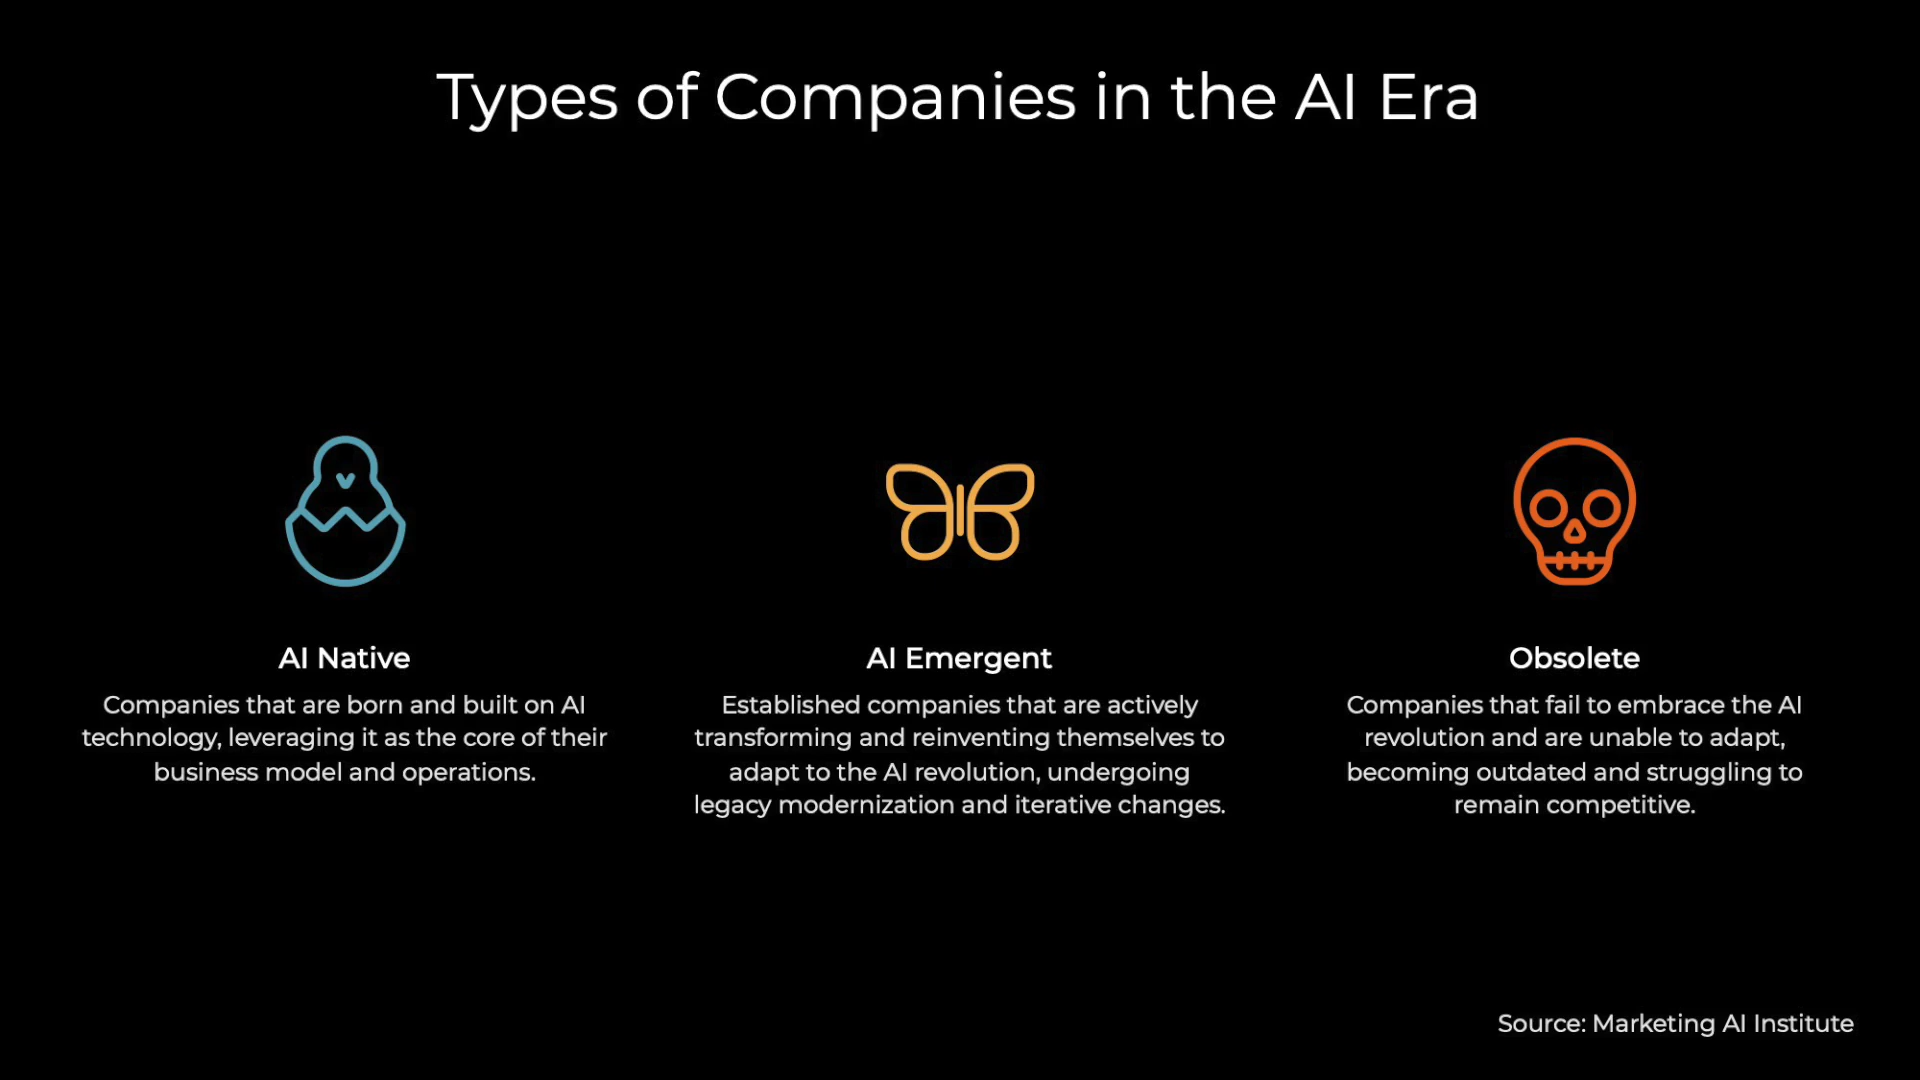 Types of Companies in the AI Era
AI Native
Companies that are born and built on AI
technology, leveraging it as the core of their
business model and operations.
AI Emergent
Established companies that are actively
transforming and reinventing themselves to
adapt to the AI revolution, undergoing
legacy modernization and iterative changes.
Obsolete
Companies that fail to embrace the AI
revolution and are unable to adapt,
becoming outdated and struggling to
remain competitive.
Source: Marketing AI Institute